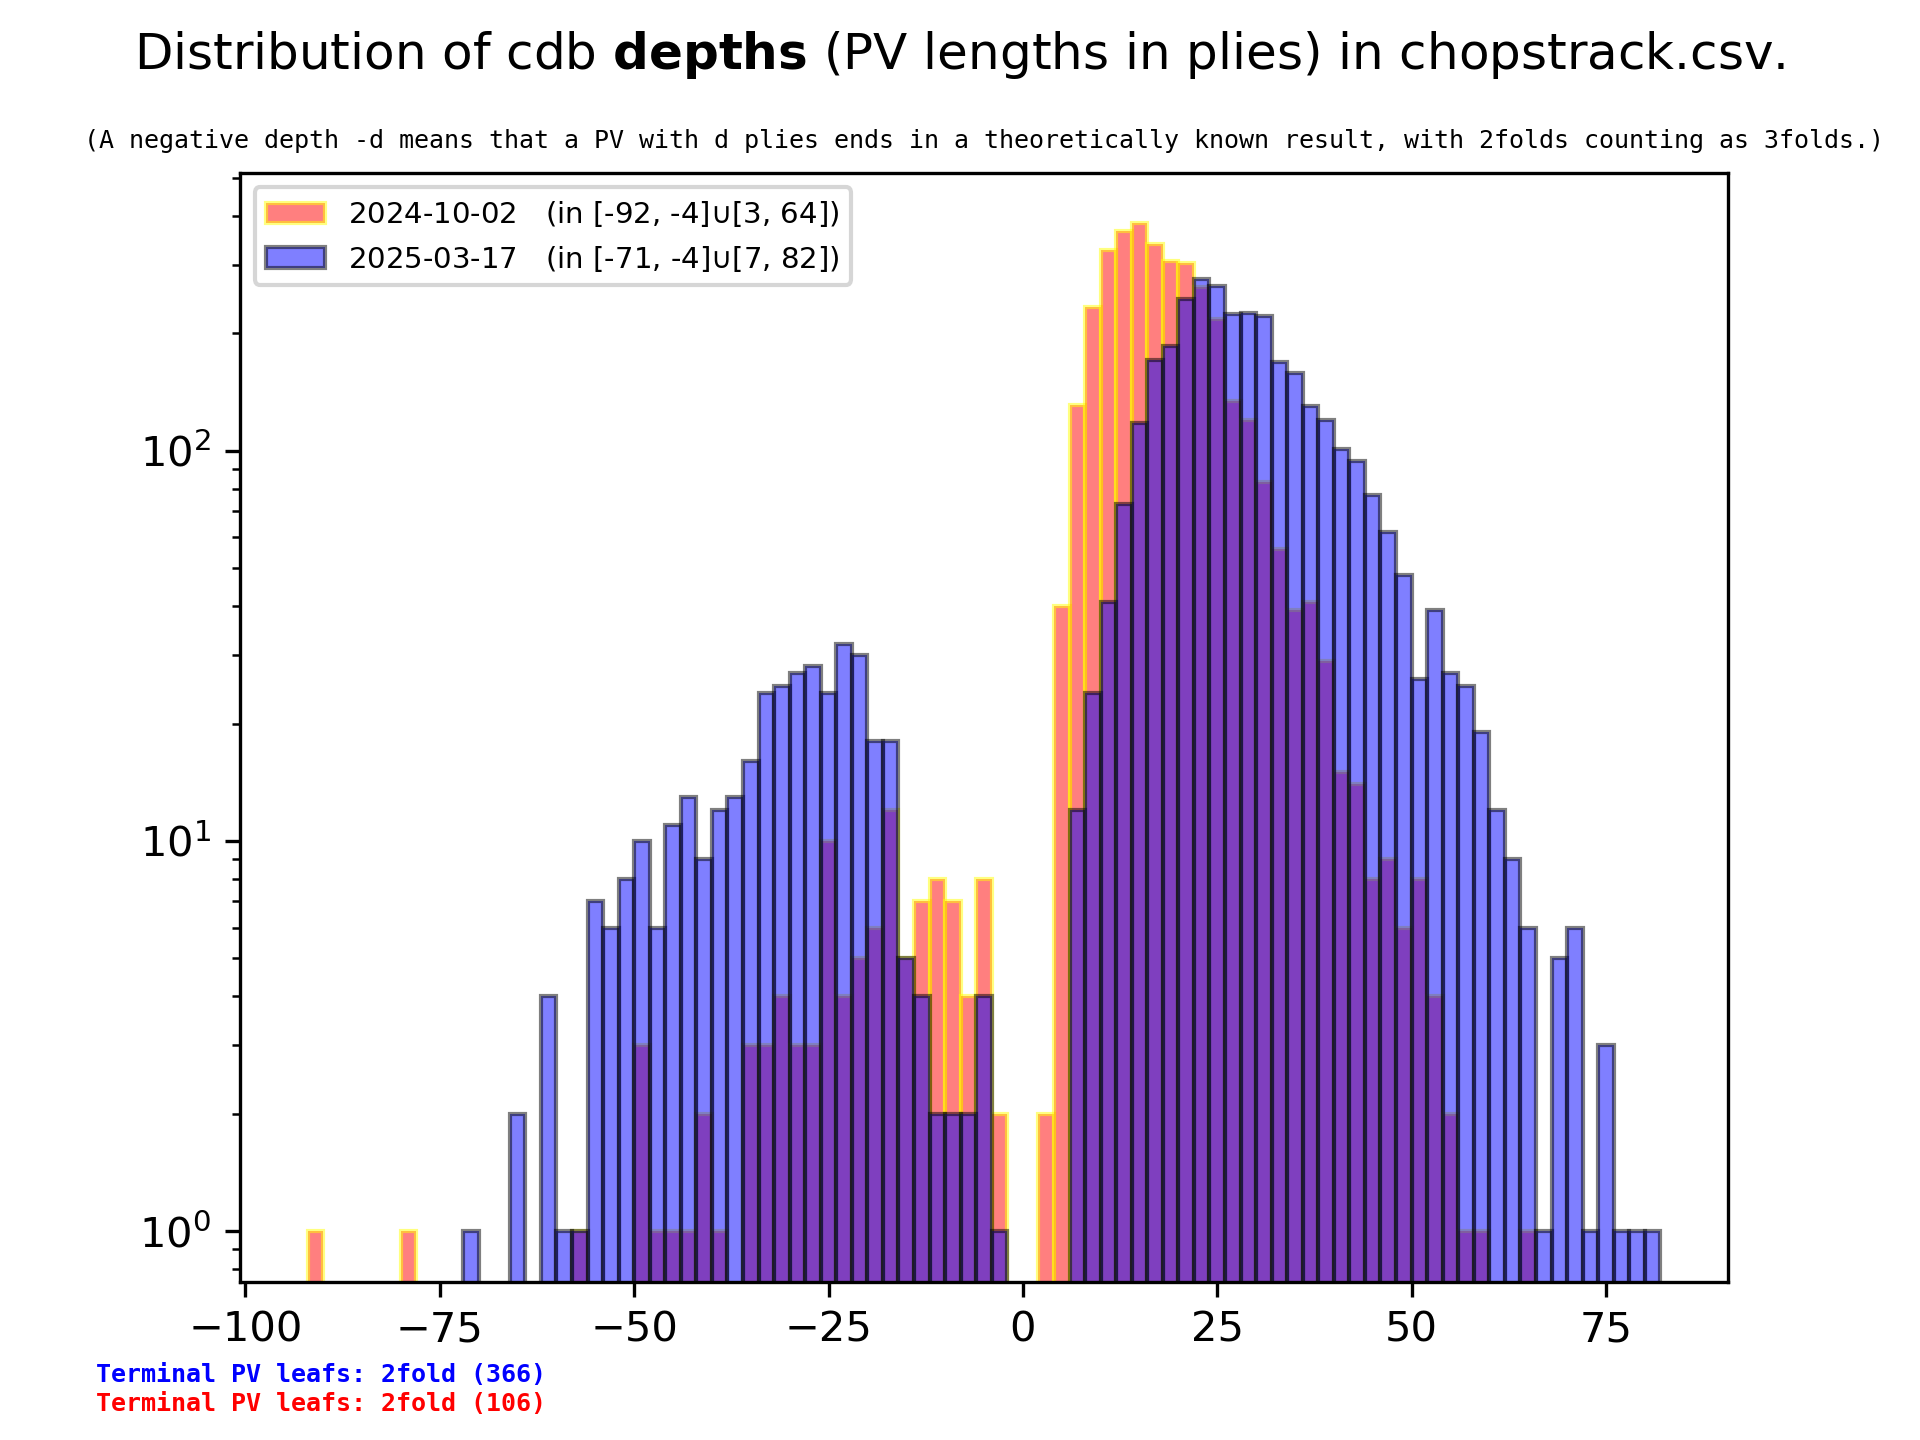 Distribution of cdb depths (PV lengths in plies) in chopstrack.csv.
(A negative depth -d means that a PV with d plies ends in a theoretically known result, with 2folds counting as 3folds.)
2024-10-02 (in [-92, -4]∪[3, 64])
2025-03-17 (in [-71, -4]∪[7, 82])
10²
10¹
10⁰
−100 −75 −50 −25 0 25 50 75
Terminal PV leafs: 2fold (366)
Terminal PV leafs: 2fold (106)